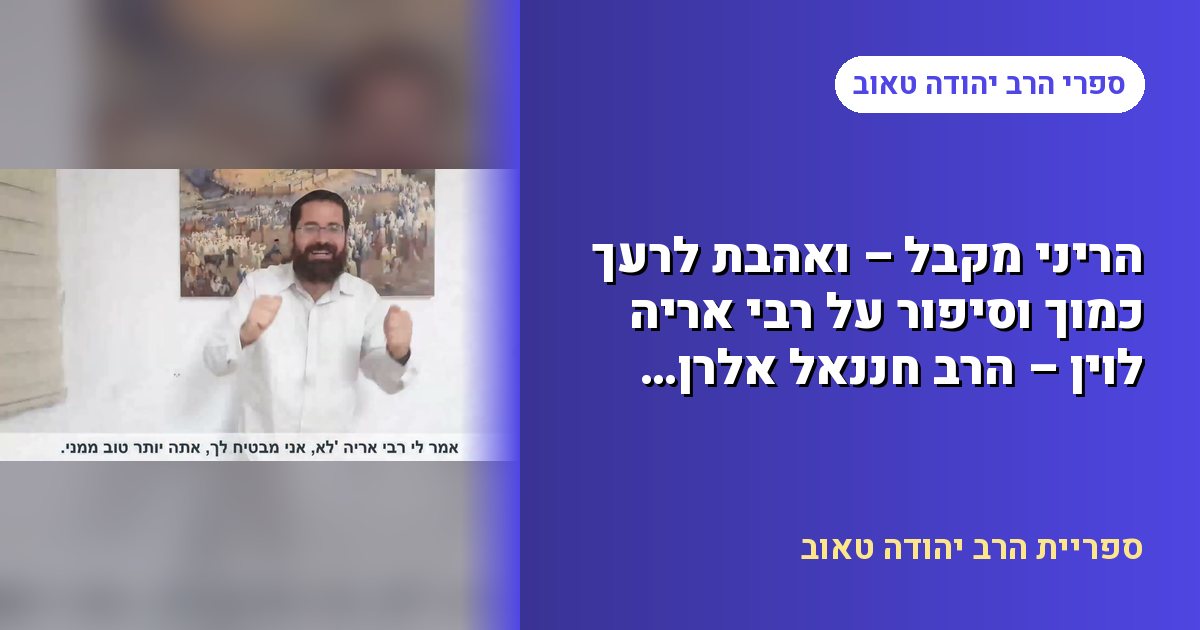 ספרי הרב יהודה טאוב
הריני מקבל – ואהבת לרעך
כמוך וסיפור על רבי אריה
לוין – הרב חננאל אלרן...
אמר לי רבי אריה 'לא, אני מבטיח לך, אתה יותר טוב ממני.
ספריית הרב יהודה טאוב